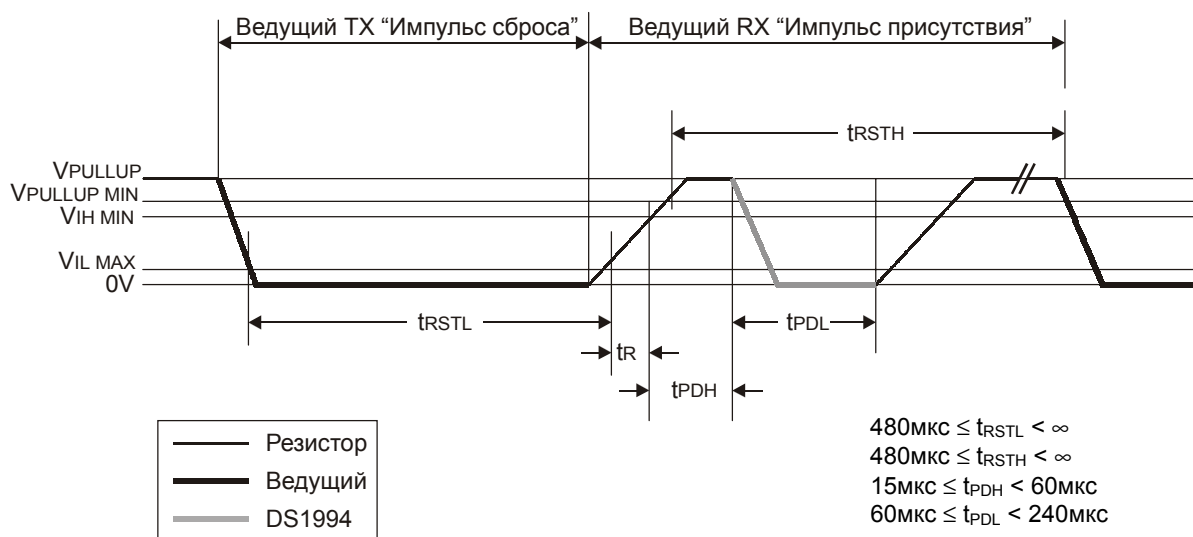 Ведущий TX “Импульс сброса”
Ведущий RX “Импульс присутствия”
tRSTH
VPULLUP
VPULLUP MIN
VIH MIN
VIL MAX
0V
tRSTL
tPDL
tR
tPDH
Резистор
Ведущий
DS1994
480мкс ≤ tRSTL < ∞
480мкс ≤ tRSTH < ∞
15мкс ≤ tPDH < 60мкс
60мкс ≤ tPDL < 240мкс